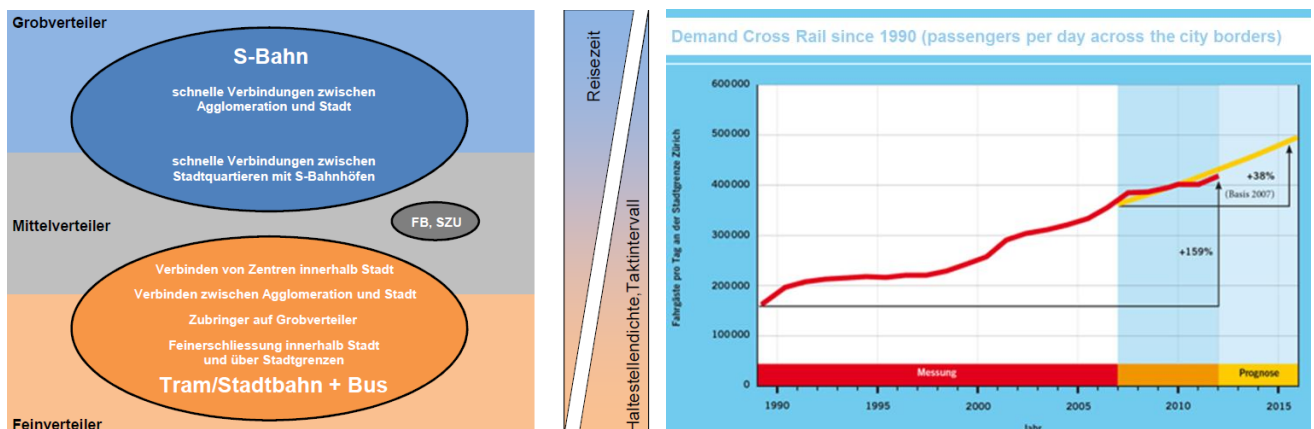 Grobverteiler
S-Bahn
schnelle Verbindungen zwischen
Agglomeration und Stadt
schnelle Verbindungen zwischen
Stadtquartieren mit S-Bahnhöfen
Mittelverteiler
FB, SZU
Verbinden von Zentren innerhalb Stadt
Verbinden zwischen Agglomeration und Stadt
Zubringer auf Grobverteiler
Feinerschliessung innerhalb Stadt
und über Stadtgrenzen
Tram/Stadtbahn + Bus
Feinverteiler
Reisezeit
Haltestellendichte,Taktintervall
Demand Cross Rail since 1990 (passengers per day across the city borders)
Fahrgäste pro Tag an der Stadtgrenze Zürich
600000
500000
400000
300000
200000
100000
0
+38%
(Basis 2007)
+159%
Messung
Prognose
1990
1995
2000
2005
2010
2015
Jahr